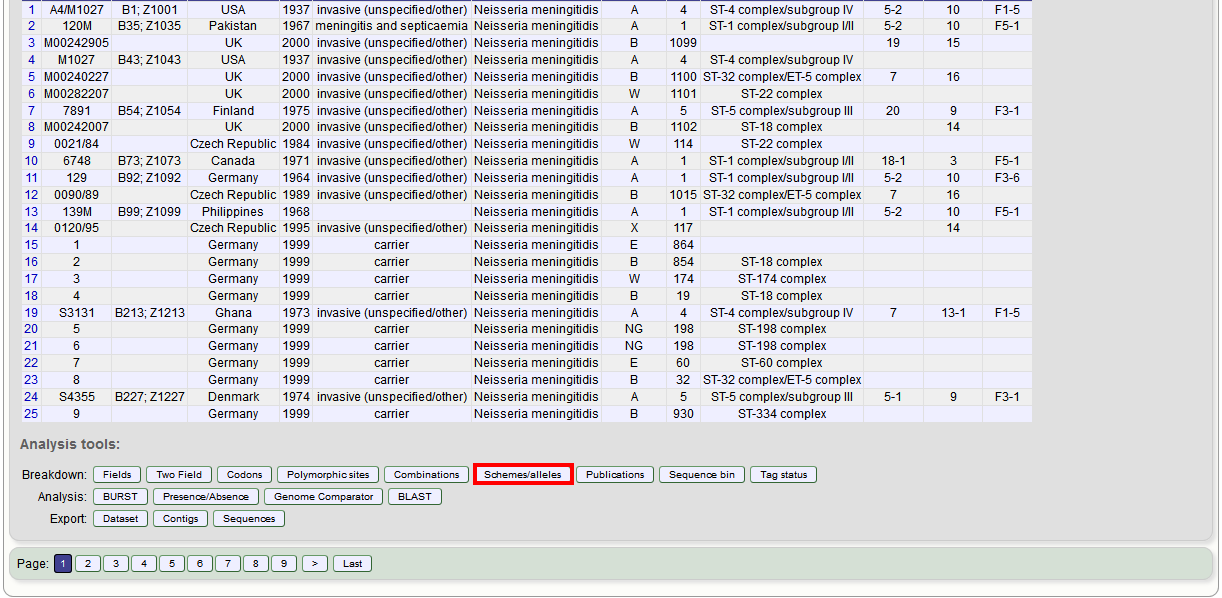 1 A4/M1027 B1; Z1001 USA 1937 invasive (unspecified/other) Neisseria meningitidis A 4 ST-4 complex/subgroup IV 5-2 10 F1-5
2 120M B35; Z1035 Pakistan 1967 meningitis and septicaemia Neisseria meningitidis A 1 ST-1 complex/subgroup I/II 5-2 10 F5-1
3 M00242905 UK 2000 invasive (unspecified/other) Neisseria meningitidis B 1099 19 15
4 M1027 B43; Z1043 USA 1937 invasive (unspecified/other) Neisseria meningitidis A 4 ST-4 complex/subgroup IV
5 M00240227 UK 2000 invasive (unspecified/other) Neisseria meningitidis B 1100 ST-32 complex/ET-5 complex 7 16
6 M00282207 UK 2000 invasive (unspecified/other) Neisseria meningitidis W 1101 ST-22 complex
7 7891 B54; Z1054 Finland 1975 invasive (unspecified/other) Neisseria meningitidis A 5 ST-5 complex/subgroup III 20 9 F3-1
8 M00242007 UK 2000 invasive (unspecified/other) Neisseria meningitidis B 1102 ST-18 complex 14
9 0021/84 Czech Republic 1984 invasive (unspecified/other) Neisseria meningitidis W 114 ST-22 complex
10 6748 B73; Z1073 Canada 1971 invasive (unspecified/other) Neisseria meningitidis A 1 ST-1 complex/subgroup I/II 18-1 3 F5-1
11 129 B92; Z1092 Germany 1964 invasive (unspecified/other) Neisseria meningitidis A 1 ST-1 complex/subgroup I/II 5-2 10 F3-6
12 0090/89 Czech Republic 1989 invasive (unspecified/other) Neisseria meningitidis B 1015 ST-32 complex/ET-5 complex 7 16
13 139M B99; Z1099 Philippines 1968 Neisseria meningitidis A 1 ST-1 complex/subgroup I/II 5-2 10 F5-1
14 0120/95 Czech Republic 1995 invasive (unspecified/other) Neisseria meningitidis X 117 14
15 1 Germany 1999 carrier Neisseria meningitidis E 864
16 2 Germany 1999 carrier Neisseria meningitidis B 854 ST-18 complex
17 3 Germany 1999 carrier Neisseria meningitidis W 174 ST-174 complex
18 4 Germany 1999 carrier Neisseria meningitidis B 19 ST-18 complex
19 S3131 B213; Z1213 Ghana 1973 invasive (unspecified/other) Neisseria meningitidis A 4 ST-4 complex/subgroup IV 7 13-1 F1-5
20 5 Germany 1999 carrier Neisseria meningitidis NG 198 ST-198 complex
21 6 Germany 1999 carrier Neisseria meningitidis NG 198 ST-198 complex
22 7 Germany 1999 carrier Neisseria meningitidis E 60 ST-60 complex
23 8 Germany 1999 carrier Neisseria meningitidis B 32 ST-32 complex/ET-5 complex
24 S4355 B227; Z1227 Denmark 1974 invasive (unspecified/other) Neisseria meningitidis A 5 ST-5 complex/subgroup III 5-1 9 F3-1
25 9 Germany 1999 carrier Neisseria meningitidis B 930 ST-334 complex
Analysis tools:
Breakdown: Fields Two Field Codons Polymorphic sites Combinations Schemes/alleles Publications Sequence bin Tag status
Analysis: BURST Presence/Absence Genome Comparator BLAST
Export: Dataset Contigs Sequences
Page: 1 2 3 4 5 6 7 8 9 > Last